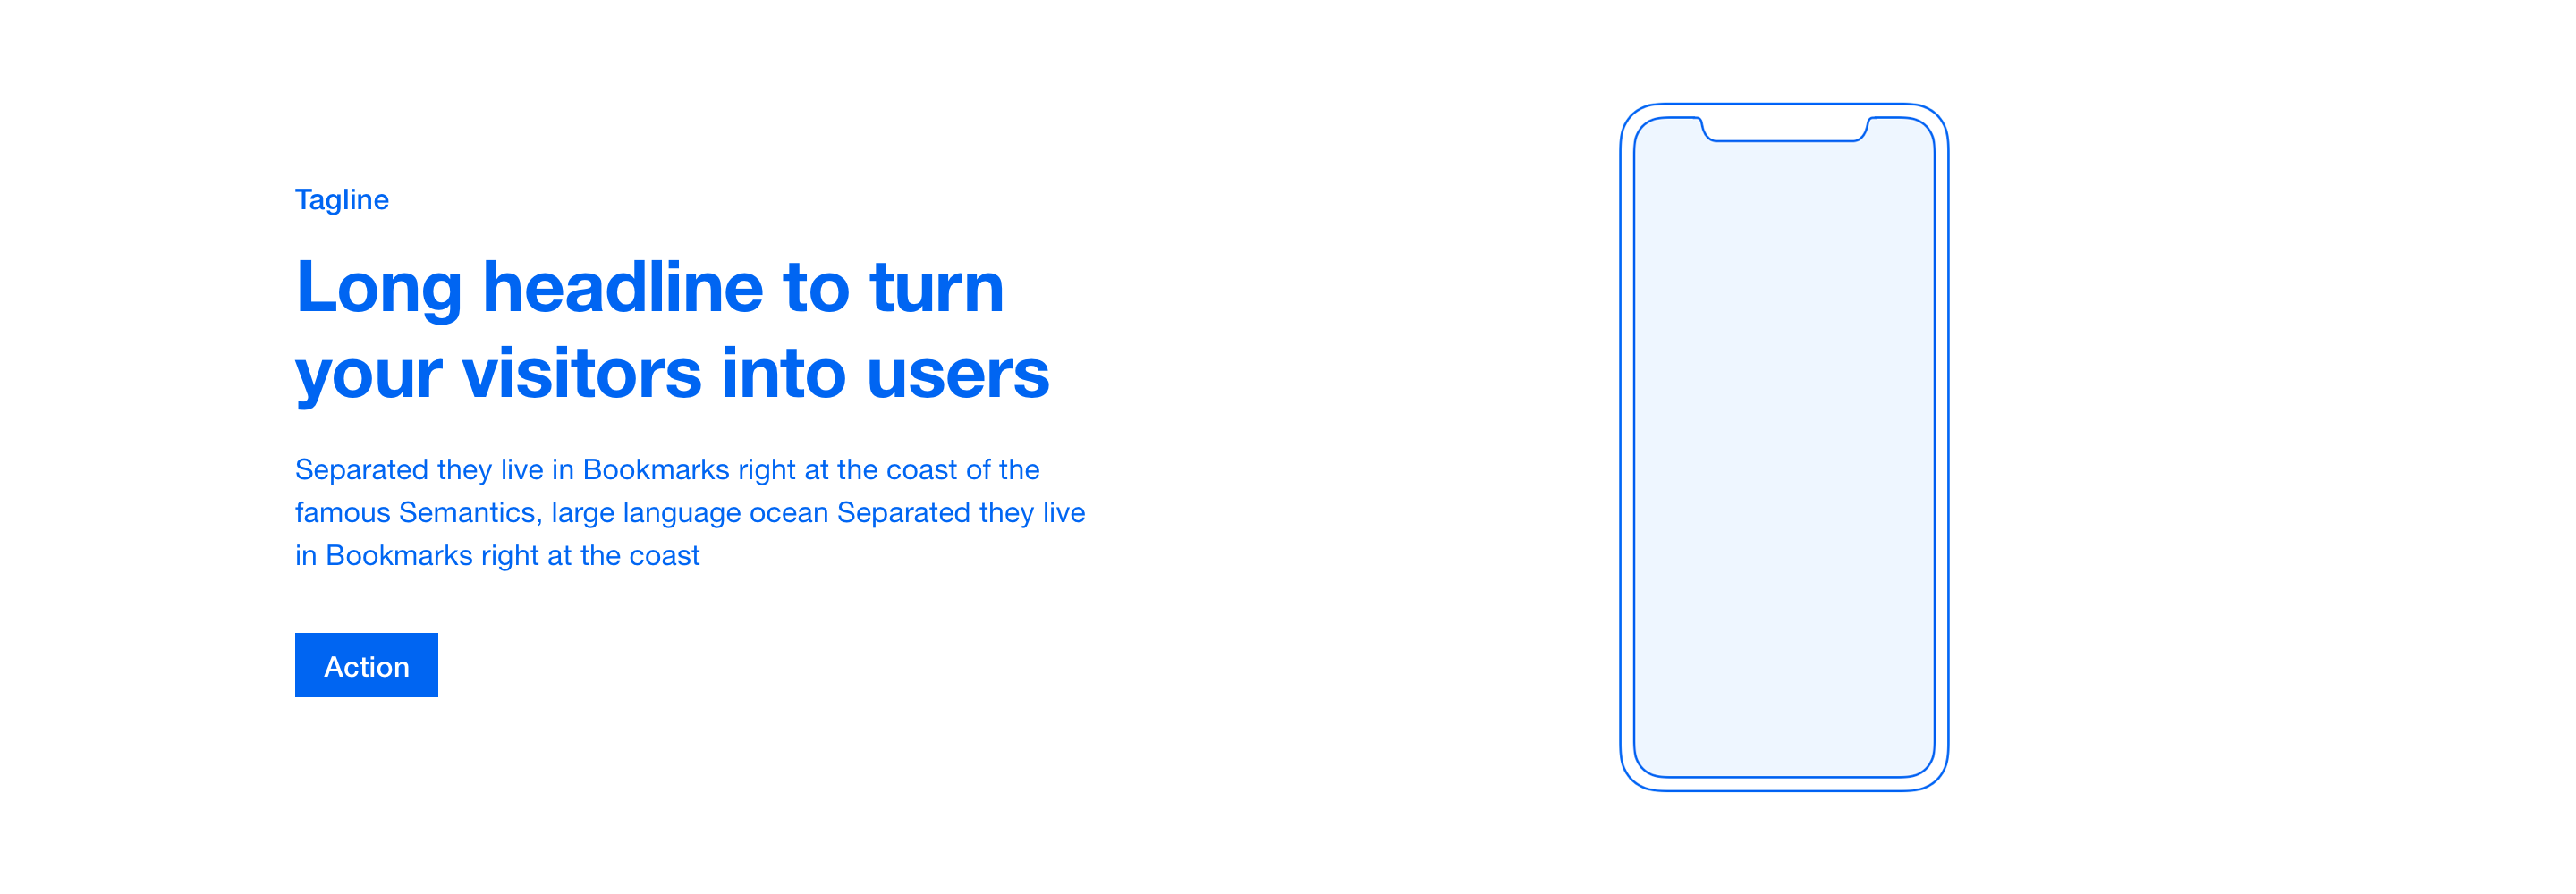 Tagline
Long headline to turn
your visitors into users
Separated they live in Bookmarks right at the coast of the
famous Semantics, large language ocean Separated they live
in Bookmarks right at the coast
Action